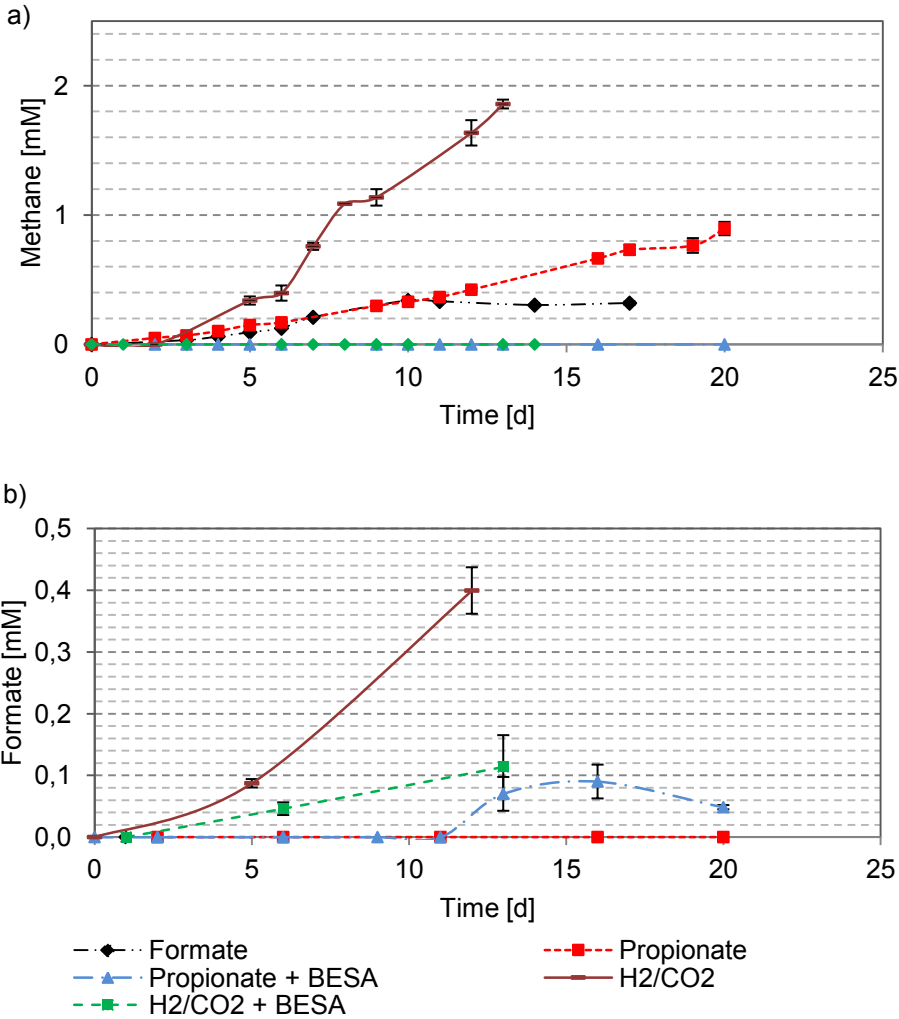 a)
Methane [mM]
2
1
0
0 5 10 15 20 25
Time [d]
b)
Formate [mM]
0,5
0,4
0,3
0,2
0,1
0,0
0 5 10 15 20 25
Time [d]
Formate Propionate
Propionate + BESA H2/CO2
H2/CO2 + BESA